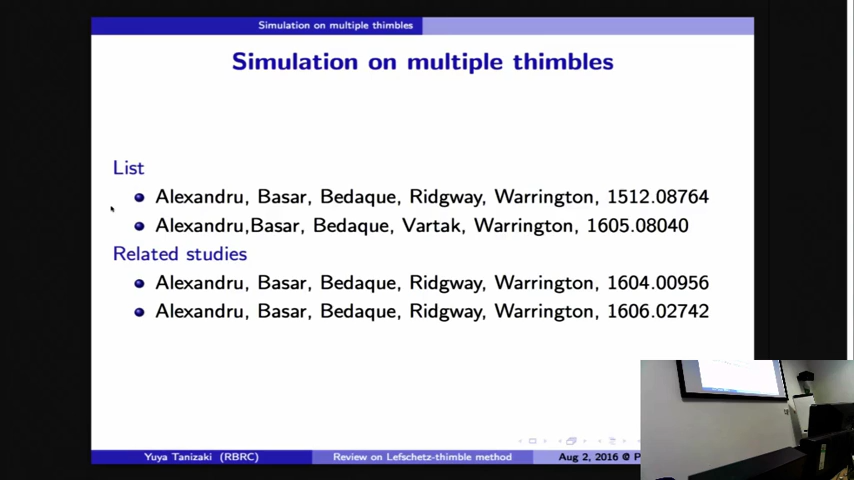 Simulation on multiple thimbles
Simulation on multiple thimbles
List
Alexandru, Basar, Bedaque, Ridgway, Warrington, 1512.08764
Alexandru,Basar, Bedaque, Vartak, Warrington, 1605.08040
Related studies
Alexandru, Basar, Bedaque, Ridgway, Warrington, 1604.00956
Alexandru, Basar, Bedaque, Ridgway, Warrington, 1606.02742
Yuya Tanizaki (RBRC) Review on Lefschetz-thimble method Aug 2, 2016 @ P